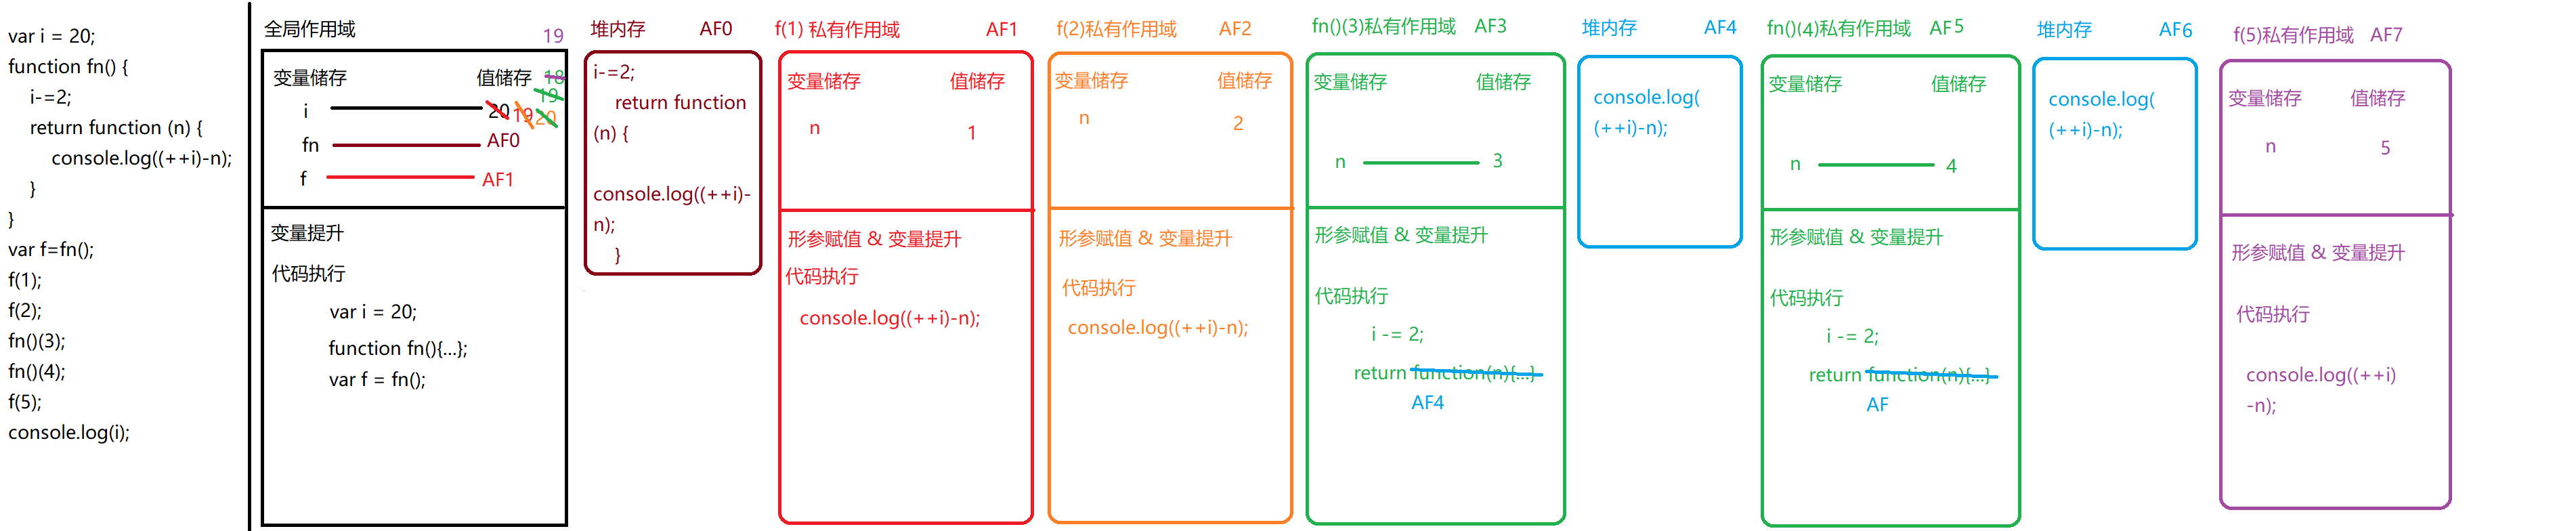 var i = 20;
function fn() {
i-=2;
return function (n) {
console.log((++i)-n);
}
}
var f=fn();
f(1);
f(2);
fn()(3);
fn()(4);
f(5);
console.log(i);
全局作用域
19
变量储存 值储存 18
19
i 20 19 20
fn AF0
f AF1
变量提升
代码执行
var i = 20;
function fn(){...};
var f = fn();
堆内存 AF0
i-=2;
return function
(n) {
console.log((++i)-
n);
}
f(1) 私有作用域 AF1
变量储存 值储存
n 1
形参赋值 & 变量提升
代码执行
console.log((++i)-n);
f(2)私有作用域 AF2
变量储存 值储存
n 2
形参赋值 & 变量提升
代码执行
console.log((++i)-n);
fn()(3)私有作用域 AF3
变量储存 值储存
n 3
形参赋值 & 变量提升
代码执行
i -= 2;
return function(n){...}
AF4
堆内存 AF4
console.log(
(++i)-n);
fn()(4)私有作用域 AF5
变量储存 值储存
n 4
形参赋值 & 变量提升
代码执行
i -= 2;
return function(n){...}
AF
堆内存 AF6
console.log(
(++i)-n);
f(5)私有作用域 AF7
变量储存 值储存
n 5
形参赋值 & 变量提升
代码执行
console.log((++i)
-n);